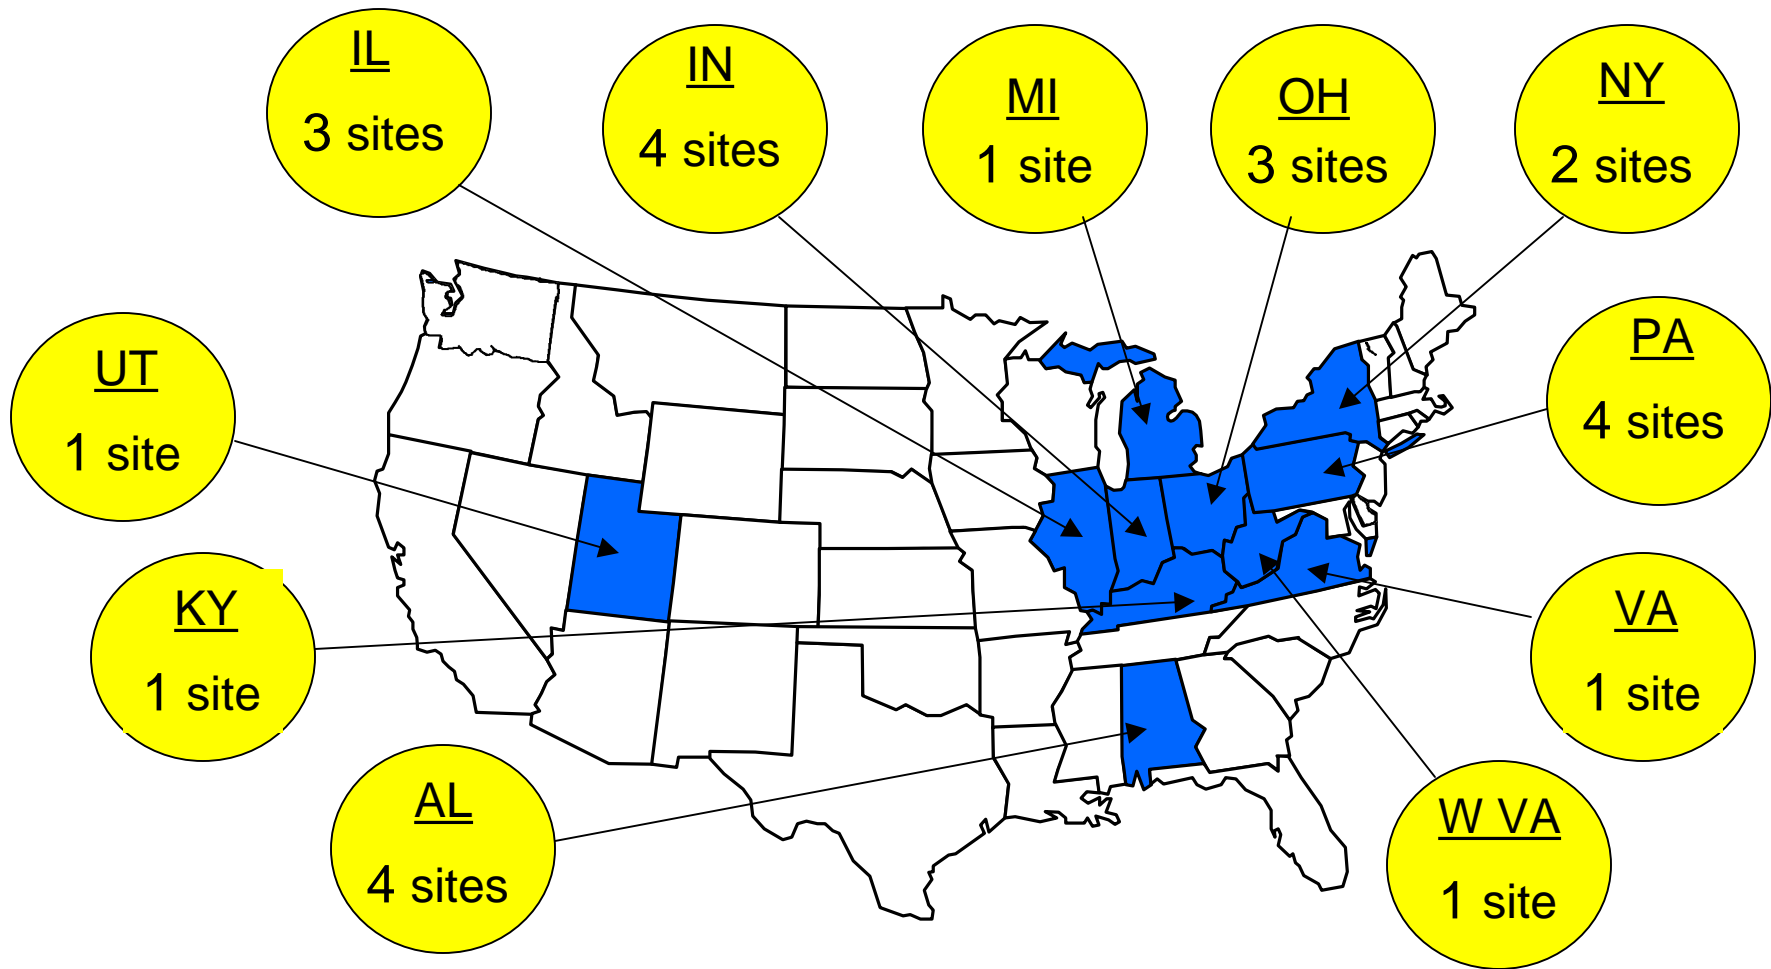 IL
3 sites
IN
4 sites
MI
1 site
OH
3 sites
NY
2 sites
UT
1 site
PA
4 sites
KY
1 site
VA
1 site
AL
4 sites
W VA
1 site